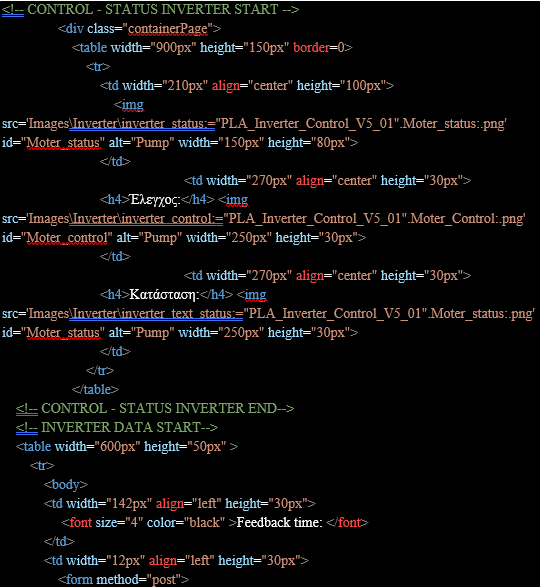 <!-- CONTROL - STATUS INVERTER START -->
<div class="containerPage">
<table width="900px" height="150px" border=0>
<tr>
<td width="210px" align="center" height="100px">
<img
src='Images\Inverter\inverter_status:="PLA_Inverter_Control_V5_01".Moter_status:.png'
id="Moter_status" alt="Pump" width="150px" height="80px">
</td>
<td width="270px" align="center" height="30px">
<h4>Έλεγχος:</h4> <img
src='Images\Inverter\inverter_control:="PLA_Inverter_Control_V5_01".Moter_Control:.png'
id="Moter_control" alt="Pump" width="250px" height="30px">
</td>
<td width="270px" align="center" height="30px">
<h4>Κατάσταση:</h4> <img
src='Images\Inverter\inverter_text_status:="PLA_Inverter_Control_V5_01".Moter_status:.png'
id="Moter_status" alt="Pump" width="250px" height="30px">
</td>
</tr>
</table>
<!-- CONTROL - STATUS INVERTER END-->
<!-- INVERTER DATA START-->
<table width="600px" height="50px" >
<tr>
<body>
<td width="142px" align="left" height="30px">
<font size="4" color="black" >Feedback time: </font>
</td>
<td width="12px" align="left" height="30px">
<form method="post">